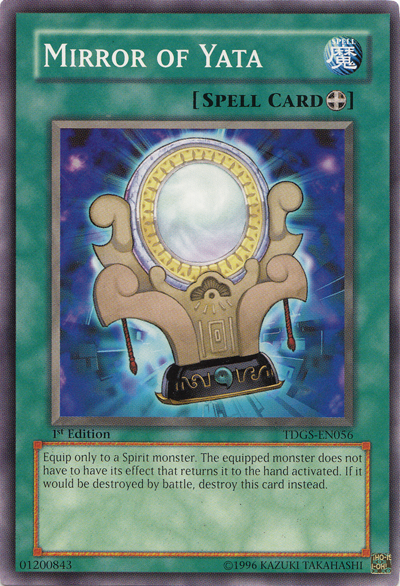 MIRROR OF YATA
SPELL
魔
[SPELL CARD]
1st Edition
TDGS-EN056
Equip only to a Spirit monster. The equipped monster does not
have to have its effect that returns it to the hand activated. If it
would be destroyed by battle, destroy this card instead.
01200843
©1996 KAZUKI TAKAHASHI